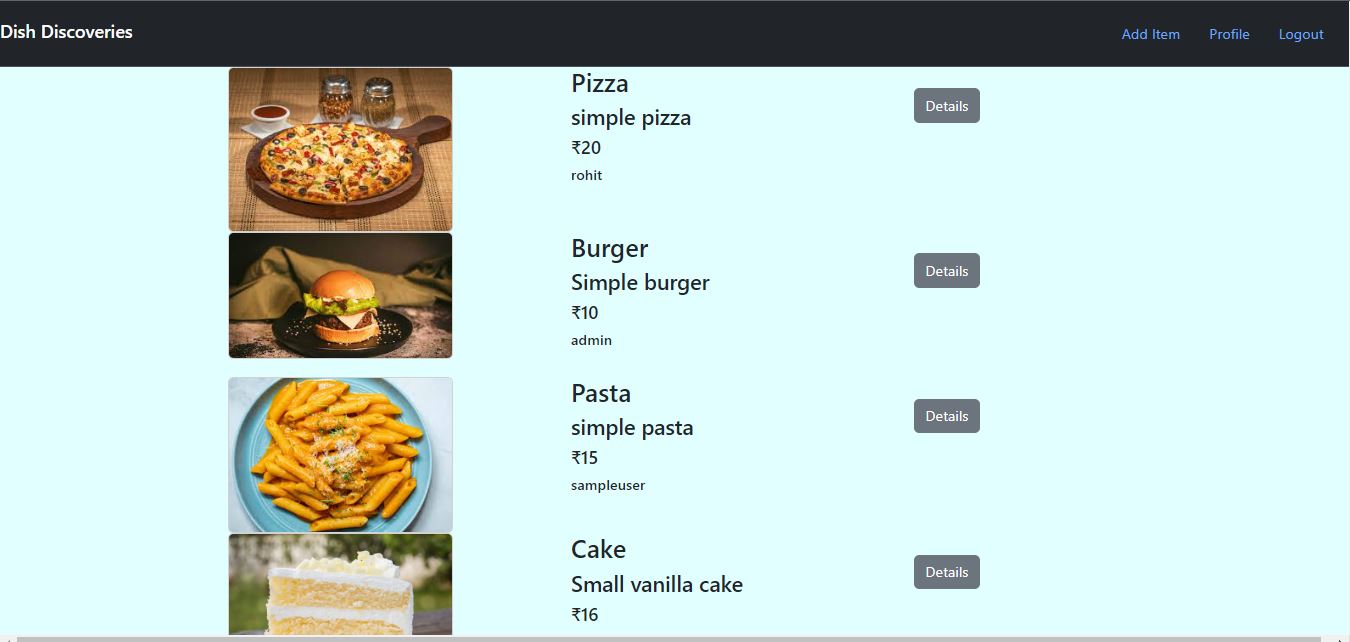 Dish Discoveries
Add Item
Profile
Logout
Pizza
simple pizza
₹20
rohit
Details
Burger
Simple burger
₹10
admin
Details
Pasta
simple pasta
₹15
sampleuser
Details
Cake
Small vanilla cake
₹16
Details